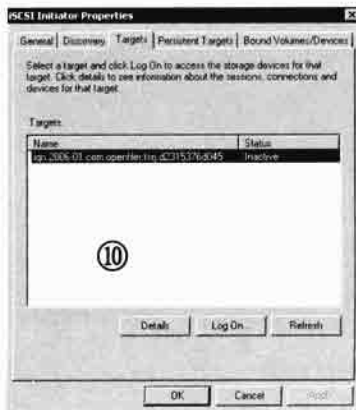 iSCSI Initiator Properties
General Discovery Targets Persistent Targets Bound Volumes/Devices
Select a target and click Log On to access the storage devices for that
target. Click details to see information about the sessions, connections and
devices for that target.
Targets:
Name Status
Inactive
⑩
Details Log On... Refresh
OK Cancel Apply